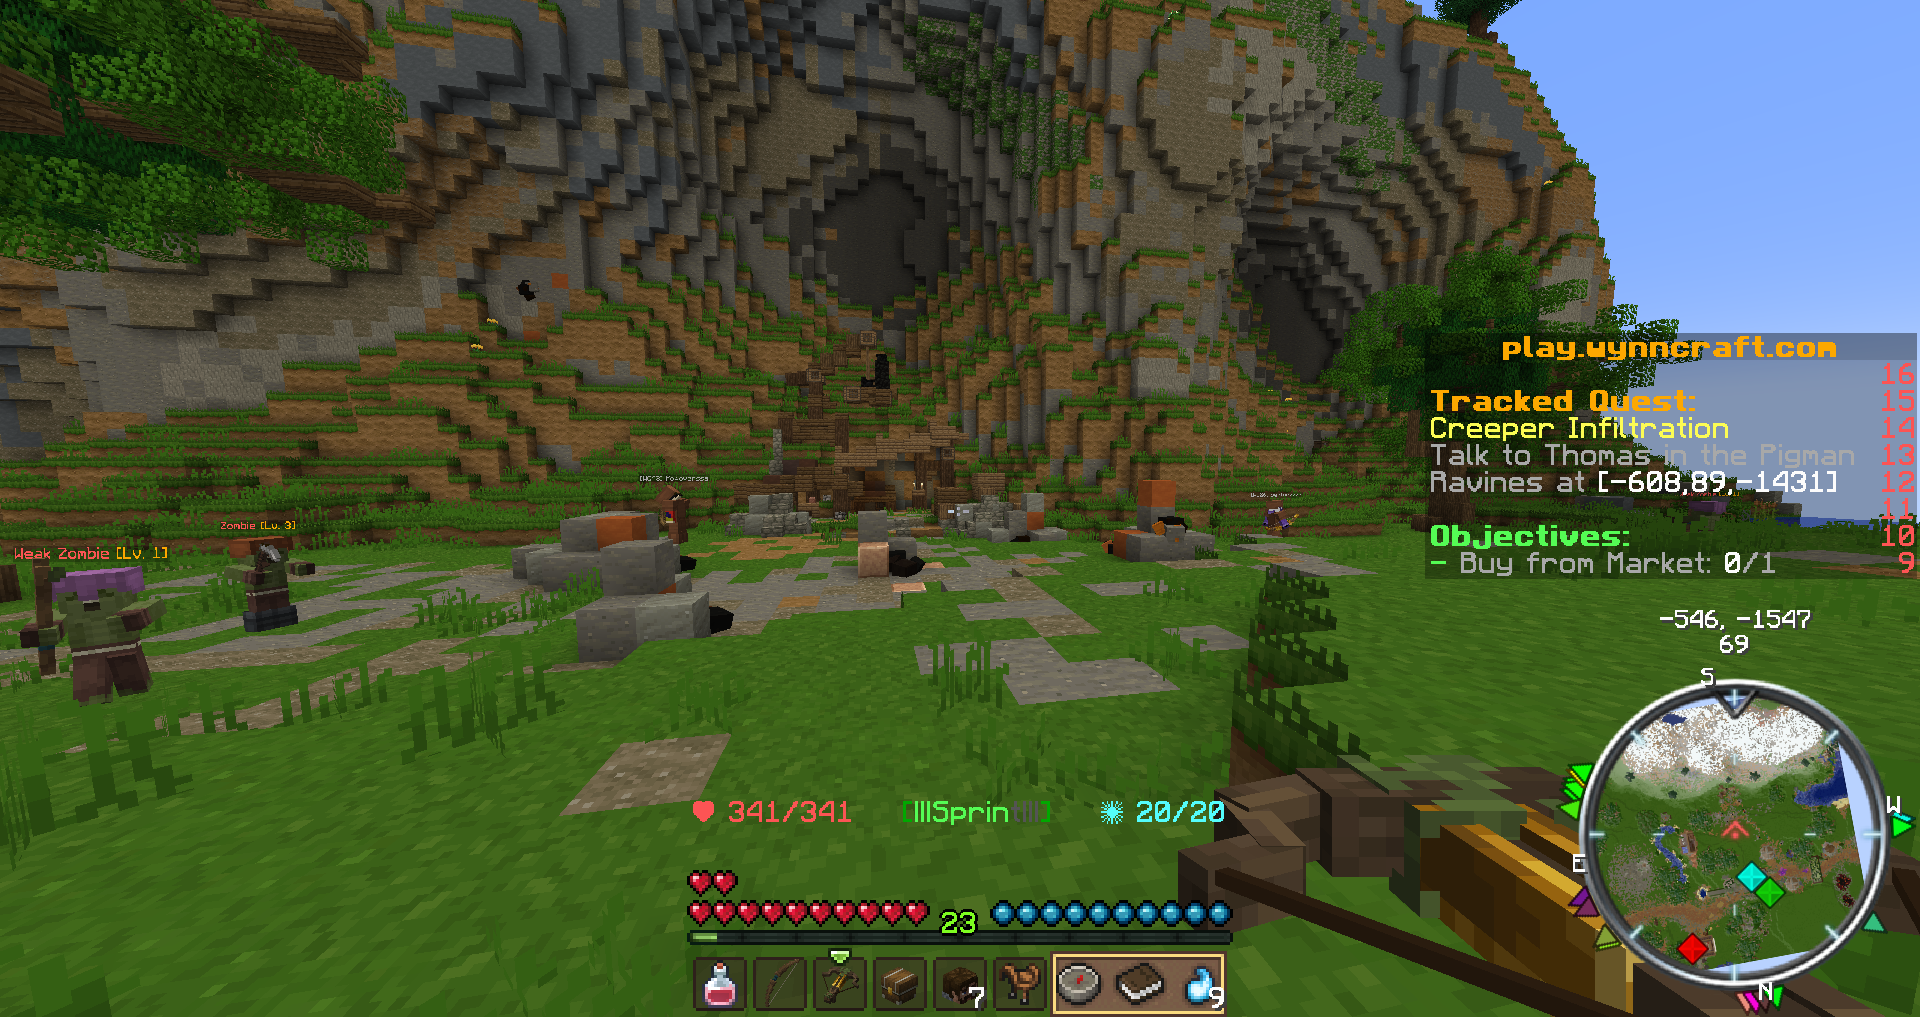 Zombie [Lv. 3]
Weak Zombie [Lv. 1]
play.wynncraft.com
16
Tracked Quest: 15
Creeper Infiltration 14
Talk to Thomas in the Pigman 13
Ravines at [-608,89,-1431] 12
11
Objectives: 10
- Buy from Market: 0/1 9
-546, -1547
69
S
W
E
N
341/341 [|||Sprint|||] 20/20
23
7
9